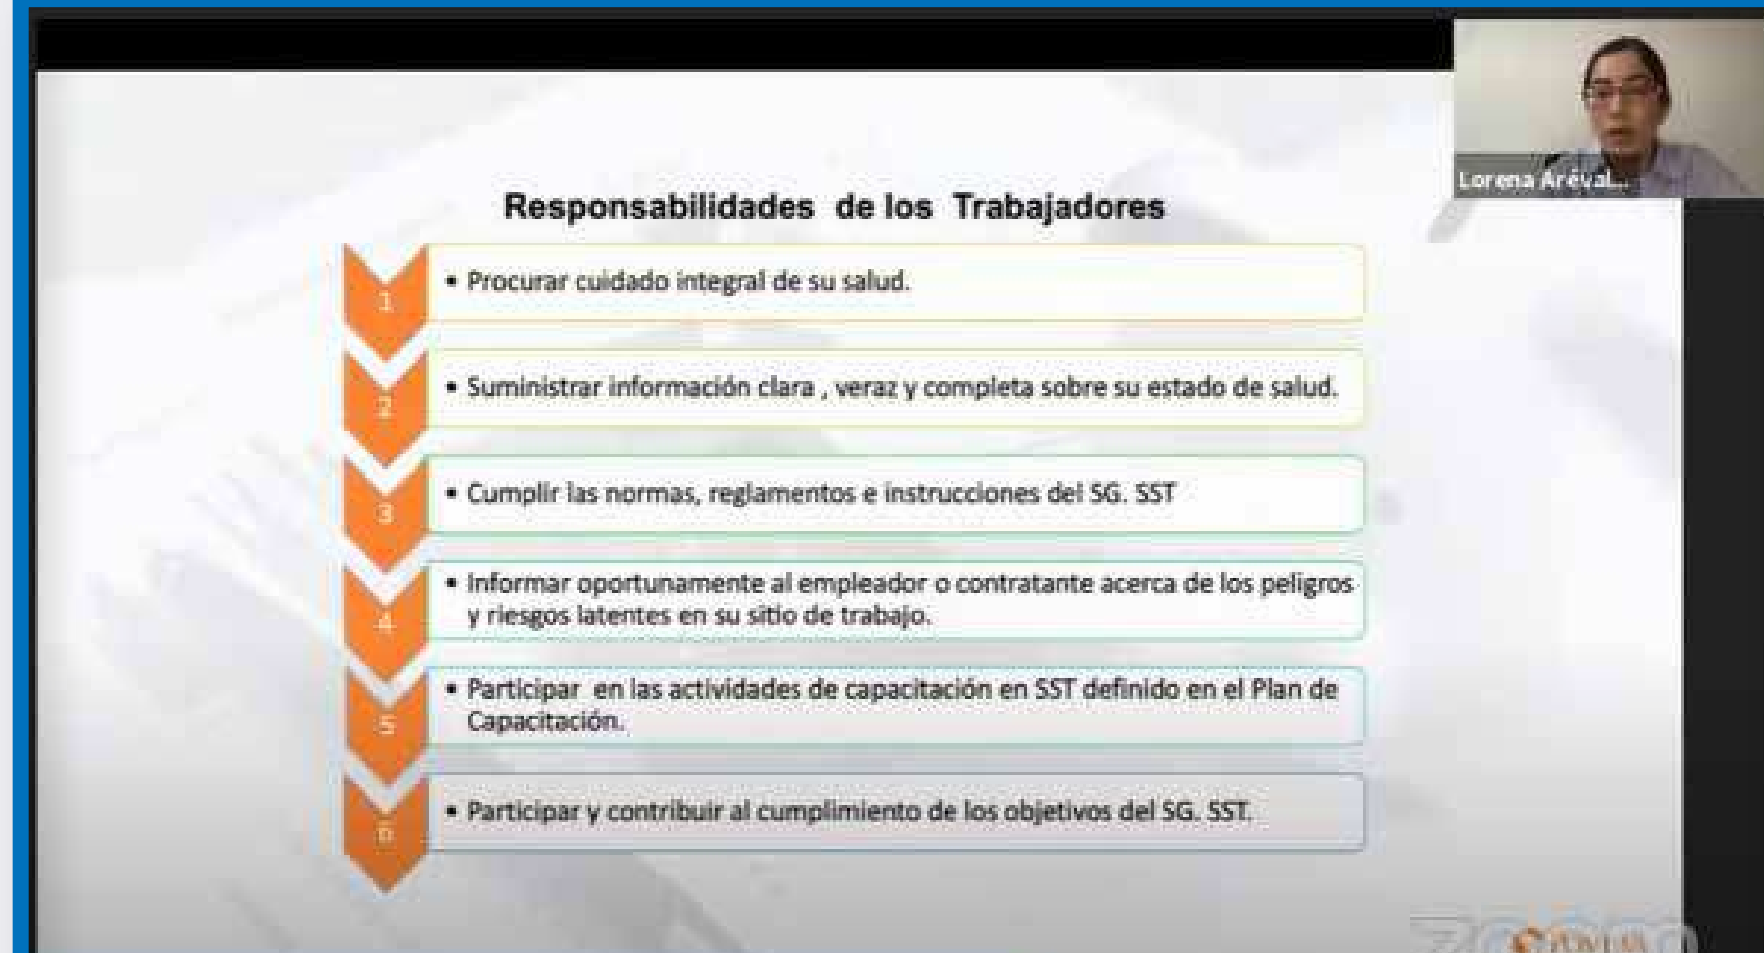 Lorena Aréval...
Responsabilidades de los Trabajadores
1
• Procurar cuidado integral de su salud.
2
• Suministrar información clara , veraz y completa sobre su estado de salud.
3
• Cumplir las normas, reglamentos e instrucciones del SG. SST
4
• Informar oportunamente al empleador o contratante acerca de los peligros
y riesgos latentes en su sitio de trabajo.
5
• Participar en las actividades de capacitación en SST definido en el Plan de
Capacitación.
6
• Participar y contribuir al cumplimiento de los objetivos del SG. SST.
zoom